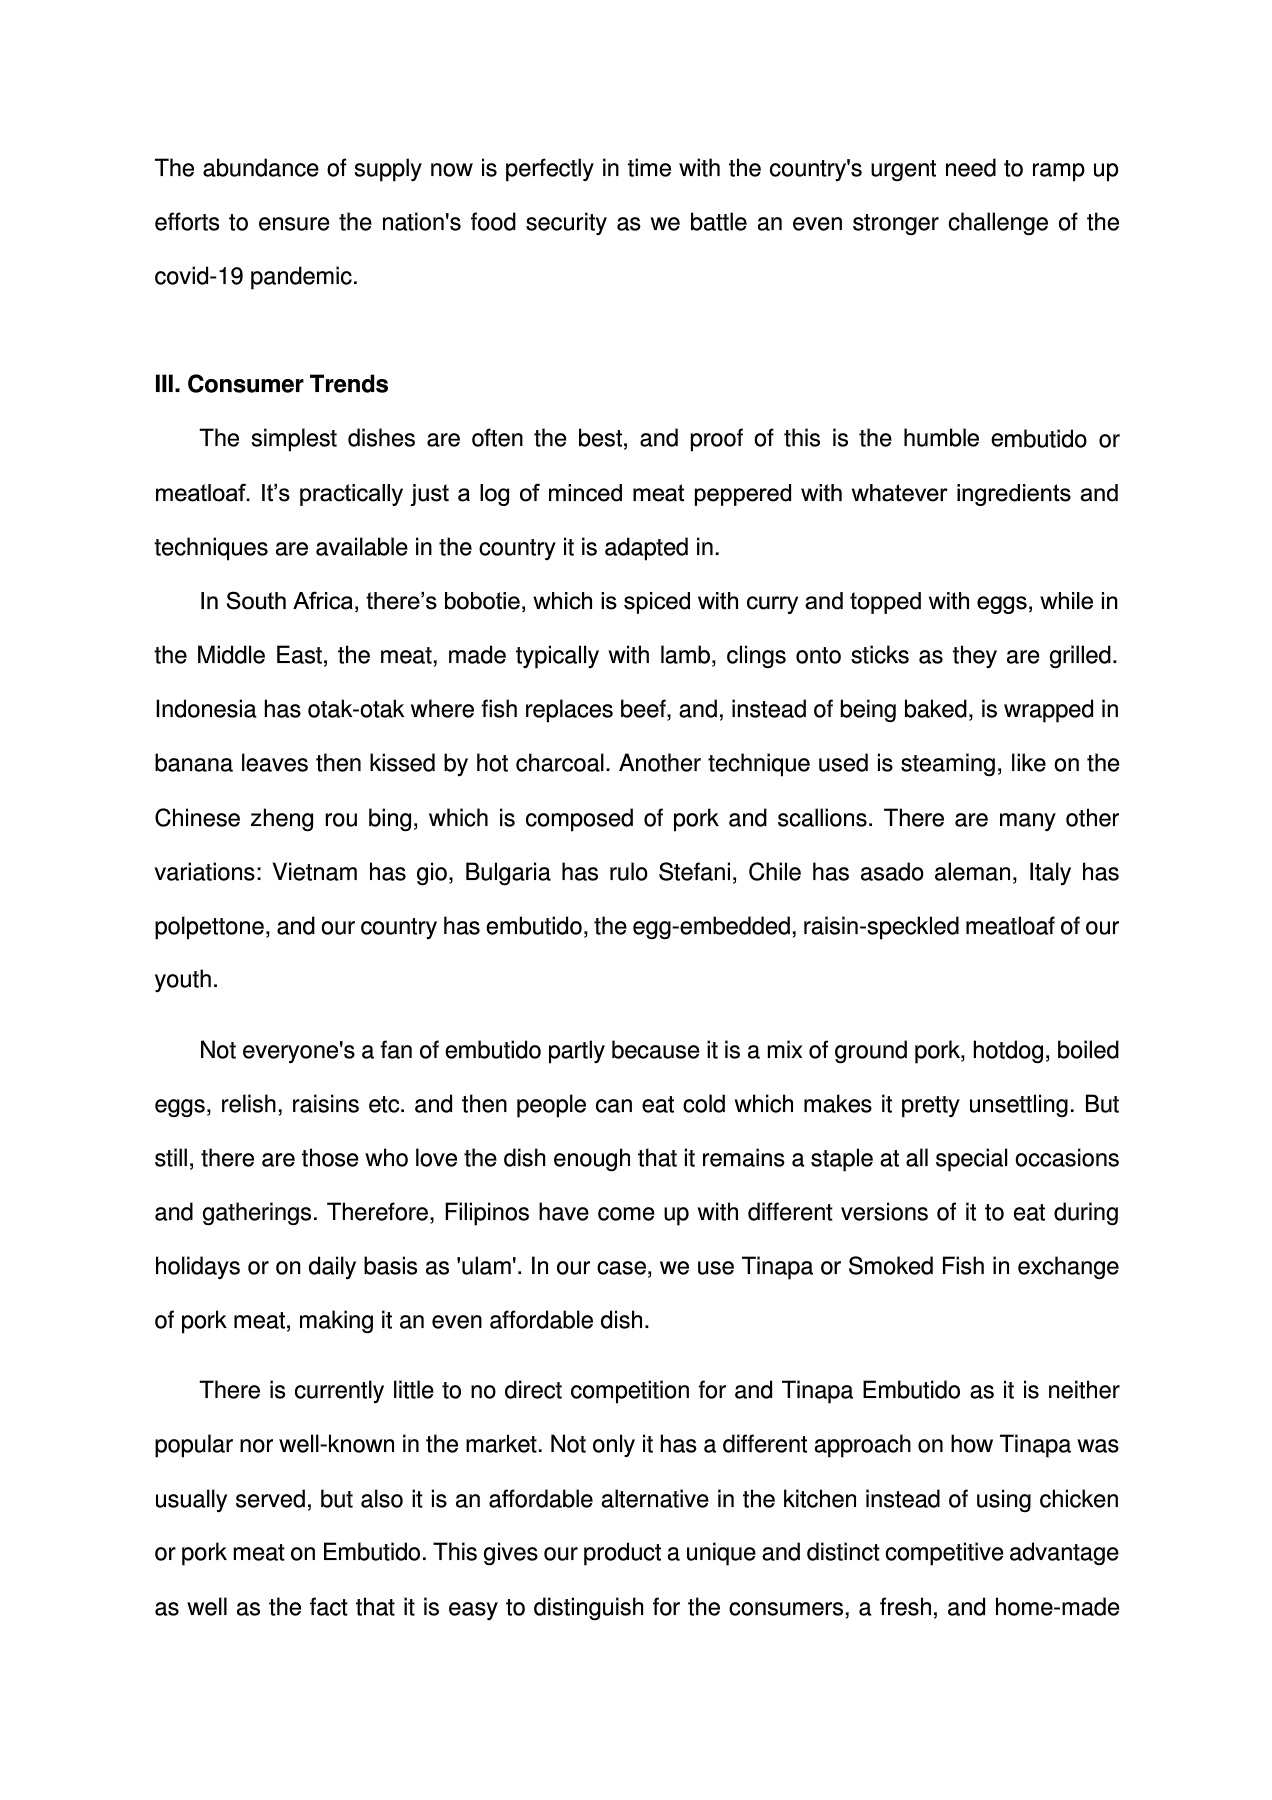 The abundance of supply now is perfectly in time with the country's urgent need to ramp up
efforts to ensure the nation's food security as we battle an even stronger challenge of the
covid-19 pandemic.
III. Consumer Trends
The simplest dishes are often the best, and proof of this is the humble embutido or
meatloaf. It’s practically just a log of minced meat peppered with whatever ingredients and
techniques are available in the country it is adapted in.
In South Africa, there’s bobotie, which is spiced with curry and topped with eggs, while in
the Middle East, the meat, made typically with lamb, clings onto sticks as they are grilled.
Indonesia has otak-otak where fish replaces beef, and, instead of being baked, is wrapped in
banana leaves then kissed by hot charcoal. Another technique used is steaming, like on the
Chinese zheng rou bing, which is composed of pork and scallions. There are many other
variations: Vietnam has gio, Bulgaria has rulo Stefani, Chile has asado aleman, Italy has
polpettone, and our country has embutido, the egg-embedded, raisin-speckled meatloaf of our
youth.
Not everyone's a fan of embutido partly because it is a mix of ground pork, hotdog, boiled
eggs, relish, raisins etc. and then people can eat cold which makes it pretty unsettling. But
still, there are those who love the dish enough that it remains a staple at all special occasions
and gatherings. Therefore, Filipinos have come up with different versions of it to eat during
holidays or on daily basis as 'ulam'. In our case, we use Tinapa or Smoked Fish in exchange
of pork meat, making it an even affordable dish.
There is currently little to no direct competition for and Tinapa Embutido as it is neither
popular nor well-known in the market. Not only it has a different approach on how Tinapa was
usually served, but also it is an affordable alternative in the kitchen instead of using chicken
or pork meat on Embutido. This gives our product a unique and distinct competitive advantage
as well as the fact that it is easy to distinguish for the consumers, a fresh, and home-made